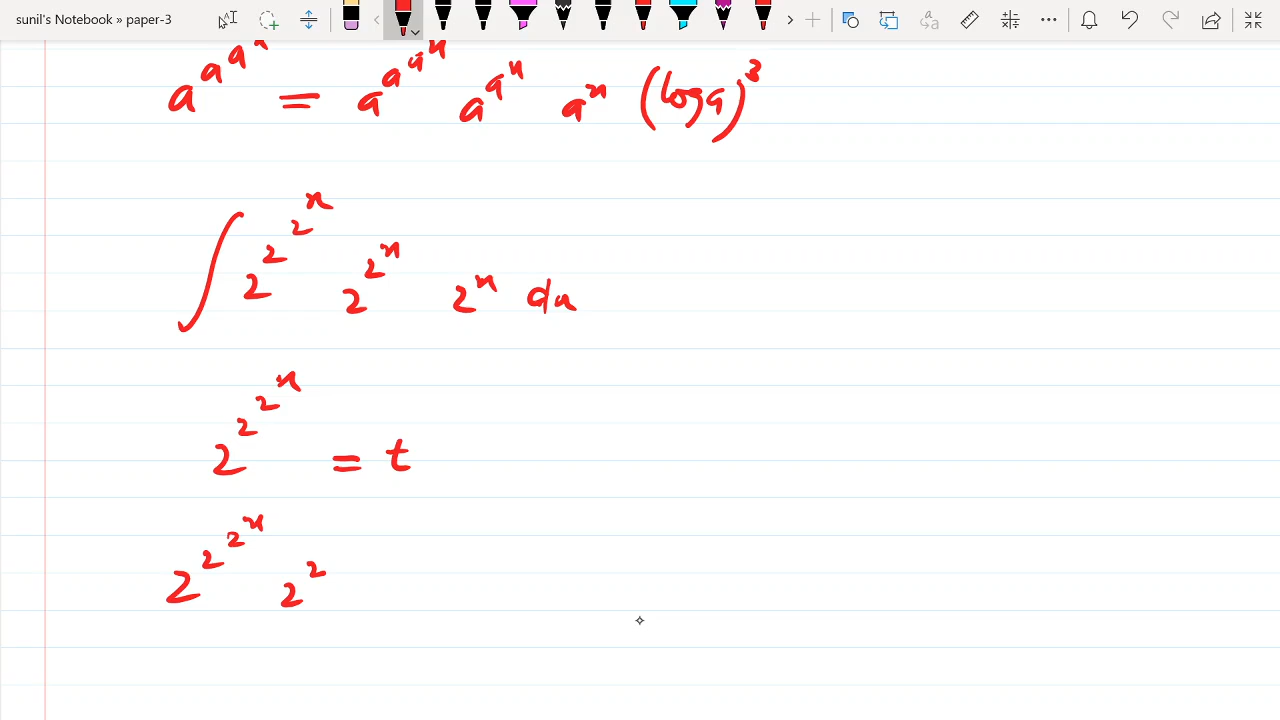 sunil's Notebook » paper-3
a^{a^{a^x}} = a^{a^{a^x}} a^{a^x} a^x (log a)^3
∫ 2^{2^{2^x}} 2^{2^x} 2^x dx
2^{2^{2^x}} = t
2^{2^{2^x}} 2^2